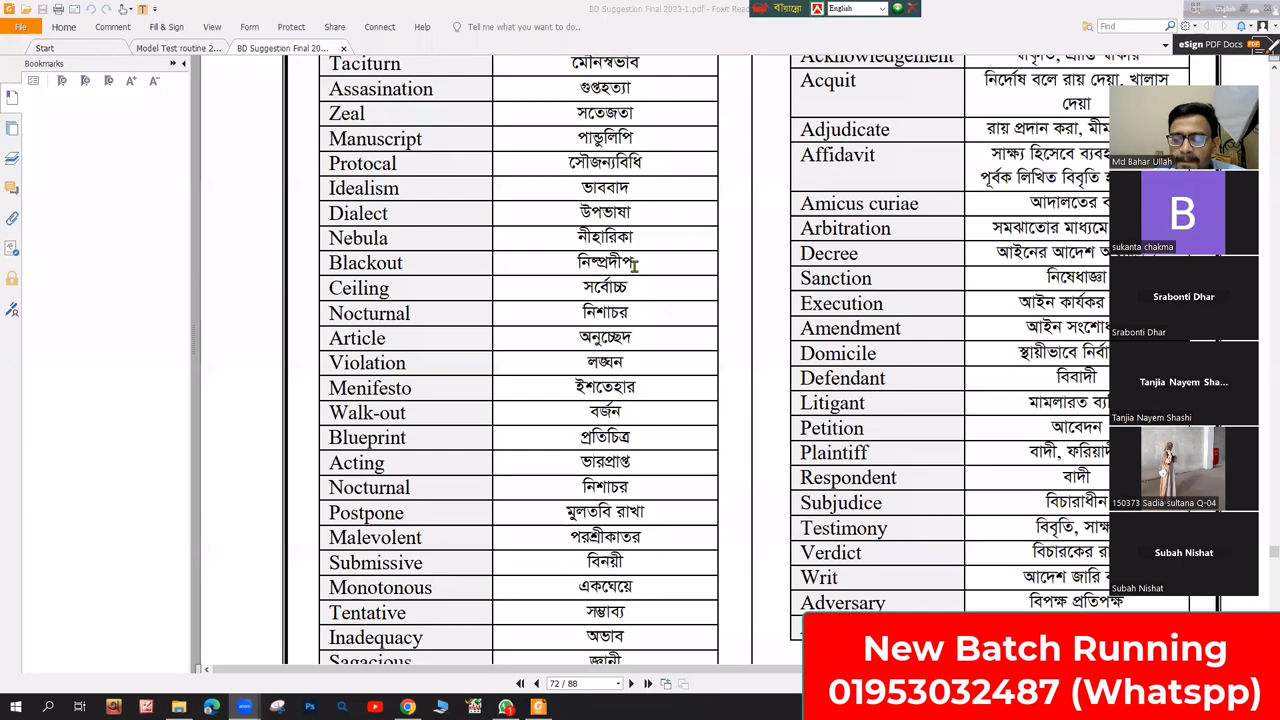 BD Suggestion Final 2023-1.pdf - Foxit Rea
English
File Home Comment Fill & Sign View Form Protect Share Connect Help Tell me what you want to do..
Find
Start Model Test routine 2... BD Suggestion Final 20...
eSign PDF Docs
Bookmarks
Taciturn মৌনস্বভাব
Assasination গুপ্তহত্যা
Zeal সতেজতা
Manuscript পান্ডুলিপি
Protocal সৌজন্যবিধি
Idealism ভাববাদ
Dialect উপভাষা
Nebula নীহারিকা
Blackout নিষ্প্রদীপ
Ceiling সর্বোচ্চ
Nocturnal নিশাচর
Article অনুচ্ছেদ
Violation লঙ্ঘন
Menifesto ইশতেহার
Walk-out বর্জন
Blueprint প্রতিচিত্র
Acting ভারপ্রাপ্ত
Nocturnal নিশাচর
Postpone মুলতবি রাখা
Malevolent পরশ্রীকাতর
Submissive বিনয়ী
Monotonous একঘেয়ে
Tentative সম্ভাব্য
Inadequacy অভাব
Sagacious জ্ঞানী
Acknowledgement
Acquit নির্দোষ বলে রায় দেয়া, খালাস
দেয়া
Adjudicate রায় প্রদান করা,
Affidavit সাক্ষ্য হিসেবে
পূর্বক লিখিত বিবৃতি
Amicus curiae আদালতের
Arbitration সমঝাতোর মাধ্যমে
Decree আইনের আদেশ
Sanction নিষেধাজ্ঞা
Execution আইন কার্যকর
Amendment আইন
Domicile স্থায়ীভাবে
Defendant বিবাদী
Litigant মামলারত
Petition আবেদন
Plaintiff বাদী,
Respondent বাদী
Subjudice বিচারাধীন
Testimony বিবৃতি,
Verdict বিচারকের
Writ আদেশ জারি
Adversary বিপক্ষ প্রতিপক্ষ
Md Bahar Ullah
B
sukanta chakma
Srabonti Dhar
Srabonti Dhar
Tanjia Nayem Sha...
Tanjia Nayem Shashi
150373 Sadia sultana Q-04
Subah Nishat
Subah Nishat
72 / 88
New Batch Running
01953032487 (Whatspp)